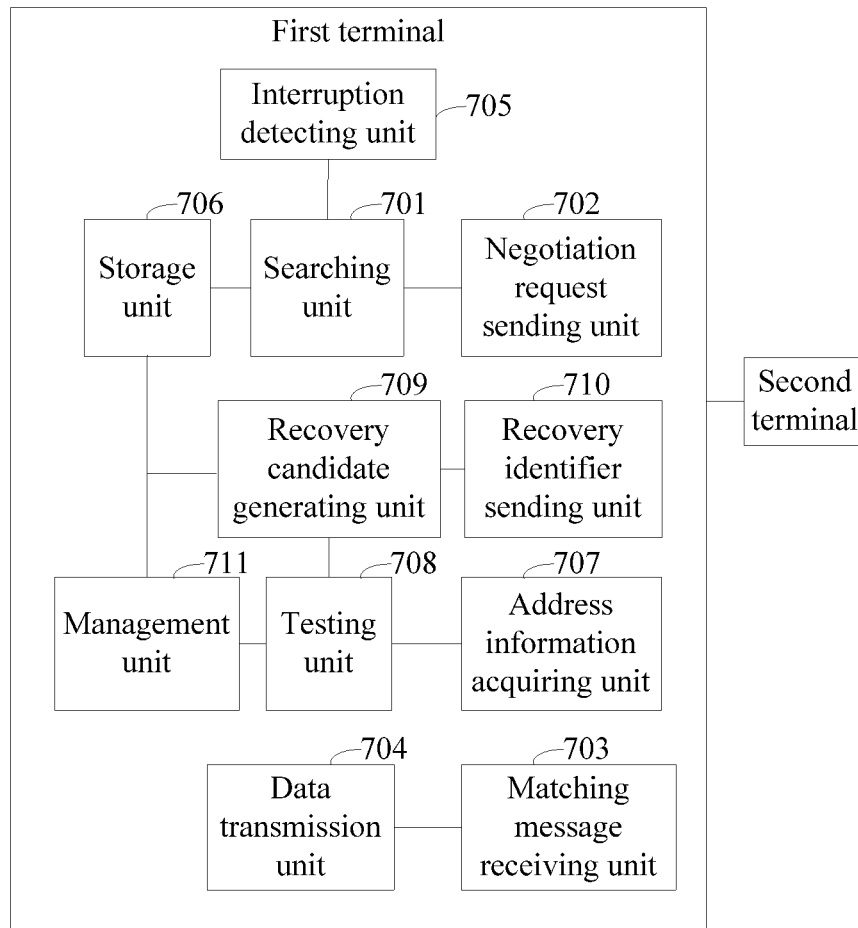 First terminal
Interruption
detecting unit
705
706
701
702
Storage
unit
Searching
unit
Negotiation
request
sending unit
Second
terminal
709
710
Recovery
candidate
generating unit
Recovery
identifier
sending unit
711
708
707
Management
unit
Testing
unit
Address
information
acquiring unit
704
703
Data
transmission
unit
Matching
message
receiving unit